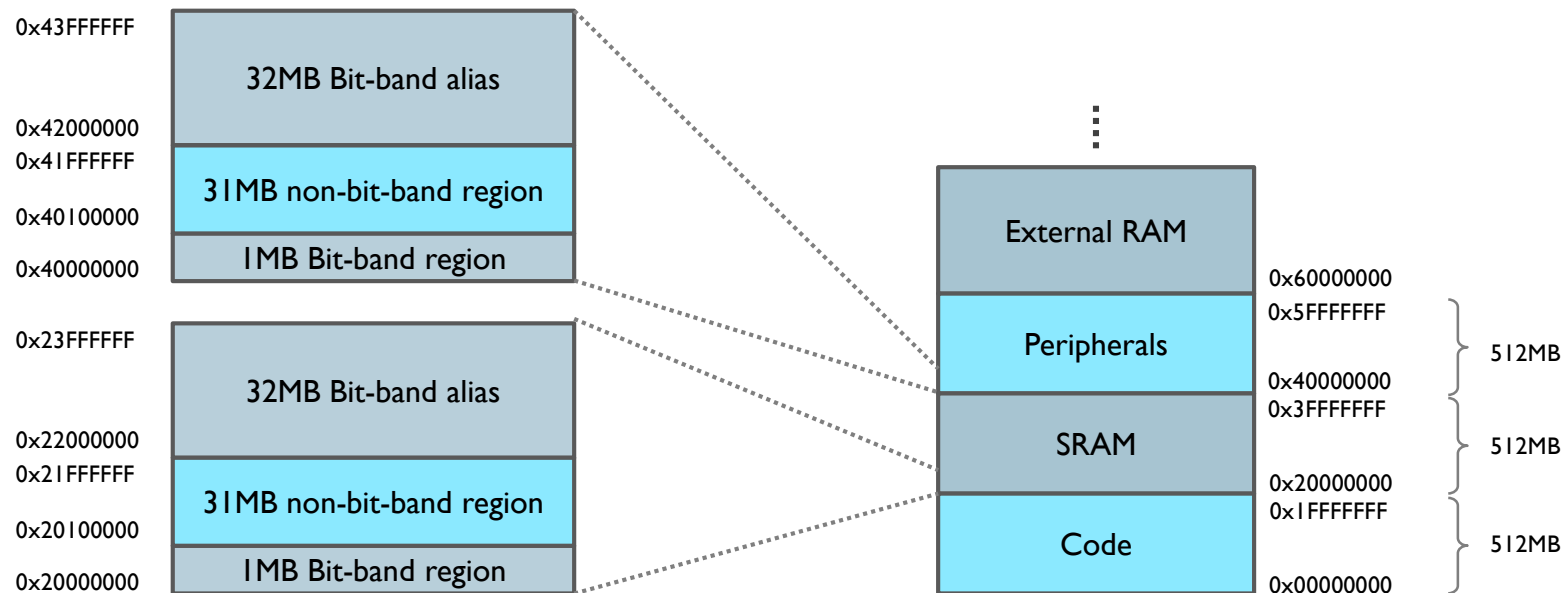 0x43FFFFFF
32MB Bit-band alias
0x42000000
0x41FFFFFF
31MB non-bit-band region
0x40100000
1MB Bit-band region
0x40000000
0x23FFFFFF
32MB Bit-band alias
0x22000000
0x21FFFFFF
31MB non-bit-band region
0x20100000
1MB Bit-band region
0x20000000
External RAM
0x60000000
0x5FFFFFFF
Peripherals
512MB
0x40000000
0x3FFFFFFF
SRAM
512MB
0x20000000
0x1FFFFFFF
Code
512MB
0x00000000